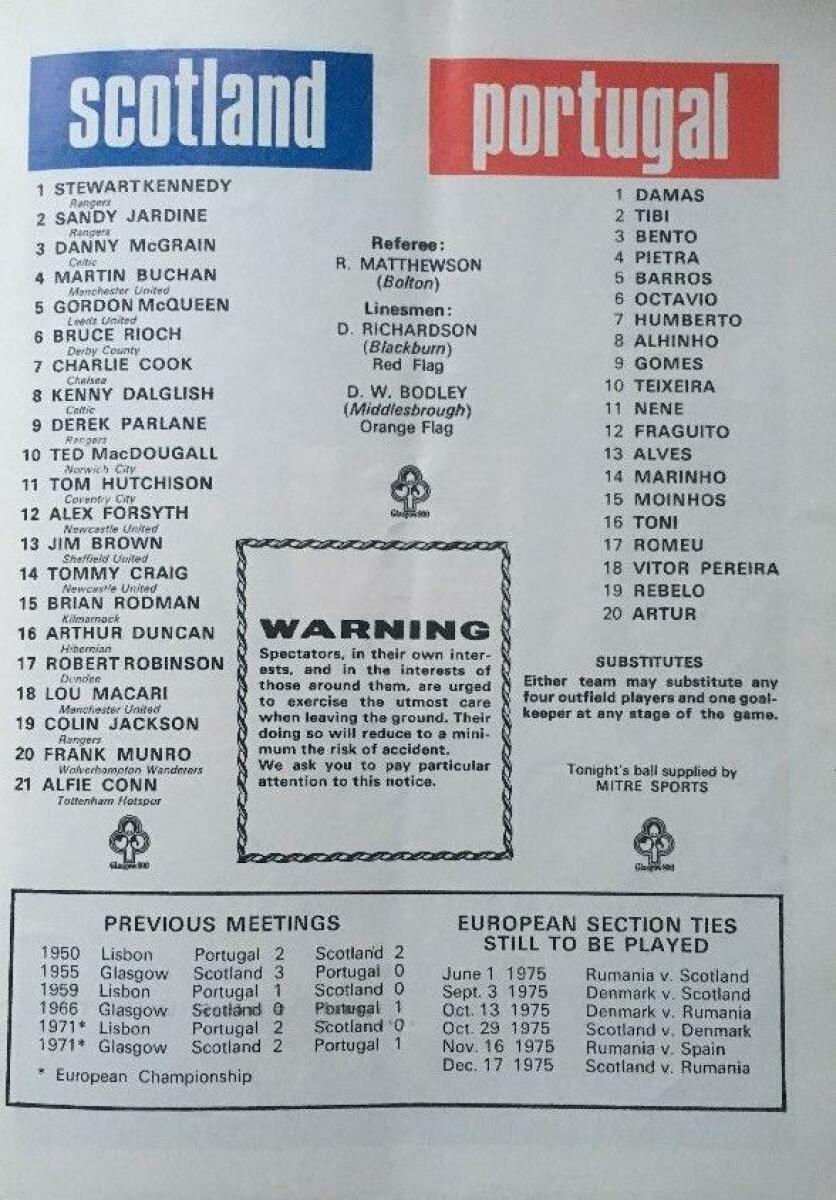 scotland
1 STEWART KENNEDY
Rangers
2 SANDY JARDINE
Rangers
3 DANNY McGRAIN
Celtic
4 MARTIN BUCHAN
Manchester United
5 GORDON McQUEEN
Leeds United
6 BRUCE RIOCH
Derby County
7 CHARLIE COOK
Chelsea
8 KENNY DALGLISH
Celtic
9 DEREK PARLANE
Rangers
10 TED MacDOUGALL
Norwich City
11 TOM HUTCHISON
Coventry City
12 ALEX FORSYTH
Newcastle United
13 JIM BROWN
Sheffield United
14 TOMMY CRAIG
Newcastle United
15 BRIAN RODMAN
Kilmarnock
16 ARTHUR DUNCAN
Hibernian
17 ROBERT ROBINSON
Dundee
18 LOU MACARI
Manchester United
19 COLIN JACKSON
Rangers
20 FRANK MUNRO
Wolverhampton Wanderers
21 ALFIE CONN
Tottenham Hotspur
Glasgow 800
Referee:
R. MATTHEWSON
(Bolton)
Linesmen:
D. RICHARDSON
(Blackburn)
Red Flag
D. W. BODLEY
(Middlesbrough)
Orange Flag
Glasgow 800
WARNING
Spectators, in their own inter-
ests, and in the interests of
those around them, are urged
to exercise the utmost care
when leaving the ground. Their
doing so will reduce to a mini-
mum the risk of accident.
We ask you to pay particular
attention to this notice.
portugal
1 DAMAS
2 TIBI
3 BENTO
4 PIETRA
5 BARROS
6 OCTAVIO
7 HUMBERTO
8 ALHINHO
9 GOMES
10 TEIXEIRA
11 NENE
12 FRAGUITO
13 ALVES
14 MARINHO
15 MOINHOS
16 TONI
17 ROMEU
18 VITOR PEREIRA
19 REBELO
20 ARTUR
SUBSTITUTES
Either team may substitute any
four outfield players and one goal-
keeper at any stage of the game.
Tonight's ball supplied by
MITRE SPORTS
Glasgow 800
PREVIOUS MEETINGS
1950 Lisbon Portugal 2 Scotland 2
1955 Glasgow Scotland 3 Portugal 0
1959 Lisbon Portugal 1 Scotland 0
1966 Glasgow Scotland 0 Portugal 1
1971* Lisbon Portugal 2 Scotland 0
1971* Glasgow Scotland 2 Portugal 1
* European Championship
EUROPEAN SECTION TIES
STILL TO BE PLAYED
June 1 1975 Rumania v. Scotland
Sept. 3 1975 Denmark v. Scotland
Oct. 13 1975 Denmark v. Rumania
Oct. 29 1975 Scotland v. Denmark
Nov. 16 1975 Rumania v. Spain
Dec. 17 1975 Scotland v. Rumania